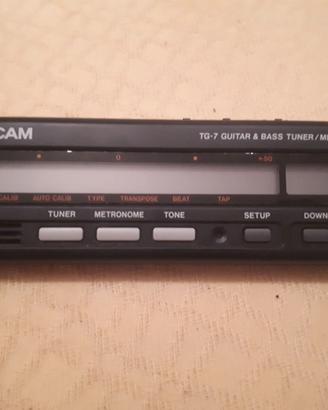 CAM
TG-7 GUITAR & BASS TUNER/M
0 +50
CALIB AUTO CALIB TYPE TRANSPOSE BEAT TAP
TUNER METRONOME TONE SETUP DOWN